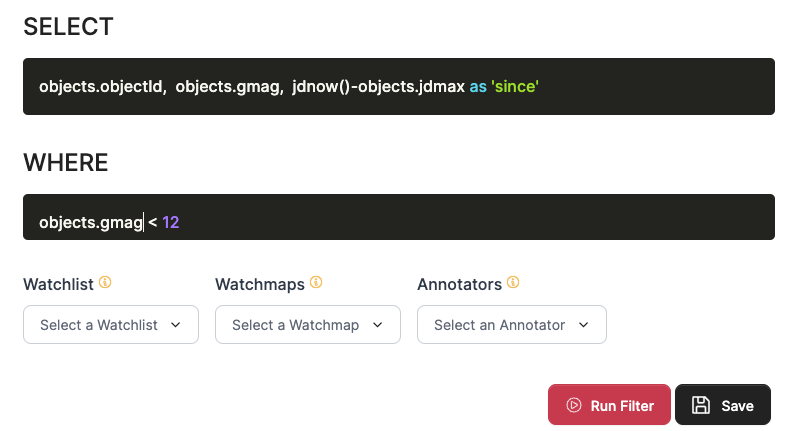 SELECT
objects.objectId,  objects.gmag,  jdnow()-objects.jdmax as 'since'
WHERE
objects.gmag < 12
Watchlist Watchmaps Annotators
Select a Watchlist Select a Watchmap Select an Annotator
Run Filter Save